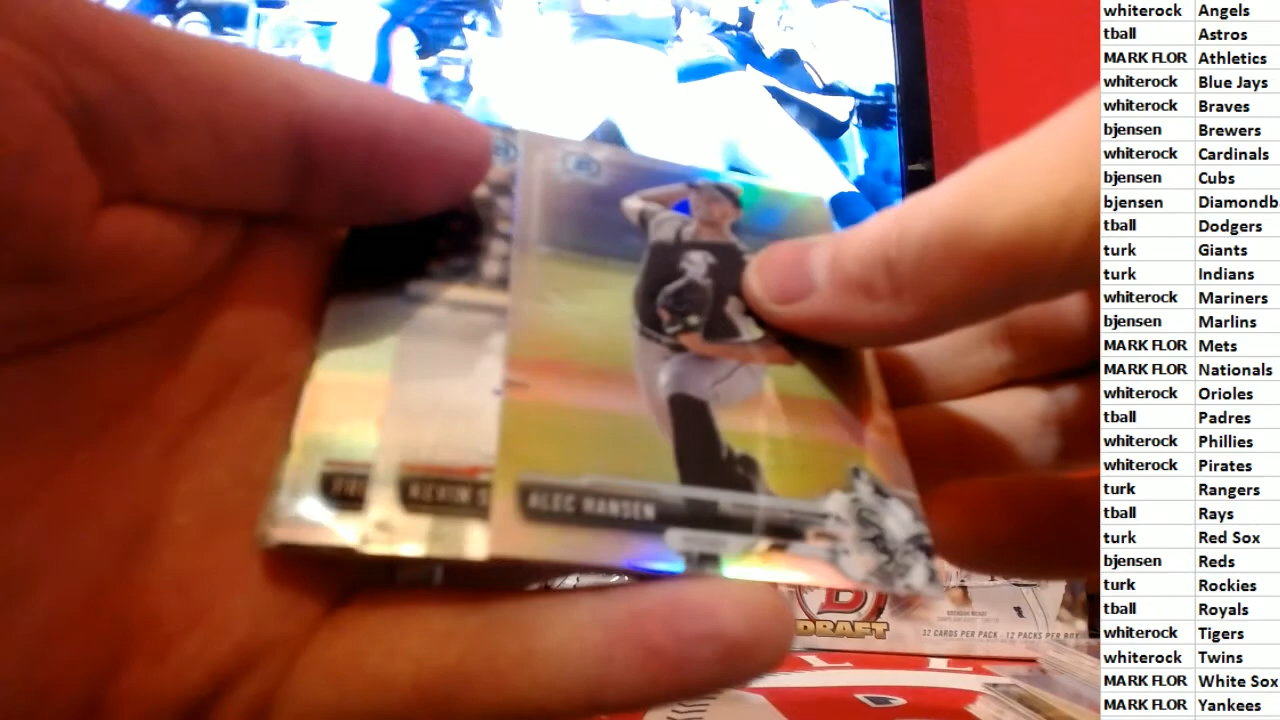 whiterock Angels
tball Astros
MARK FLOR Athletics
whiterock Blue Jays
whiterock Braves
bjensen Brewers
whiterock Cardinals
bjensen Cubs
bjensen Diamondb
tball Dodgers
turk Giants
turk Indians
whiterock Mariners
bjensen Marlins
MARK FLOR Mets
MARK FLOR Nationals
whiterock Orioles
tball Padres
whiterock Phillies
whiterock Pirates
turk Rangers
tball Rays
turk Red Sox
bjensen Reds
turk Rockies
tball Royals
whiterock Tigers
whiterock Twins
MARK FLOR White Sox
MARK FLOR Yankees
KEVIN S
ALEC HANSEN
DRAFT
32 CARDS PER PACK · 12 PACKS PER BOX
L L